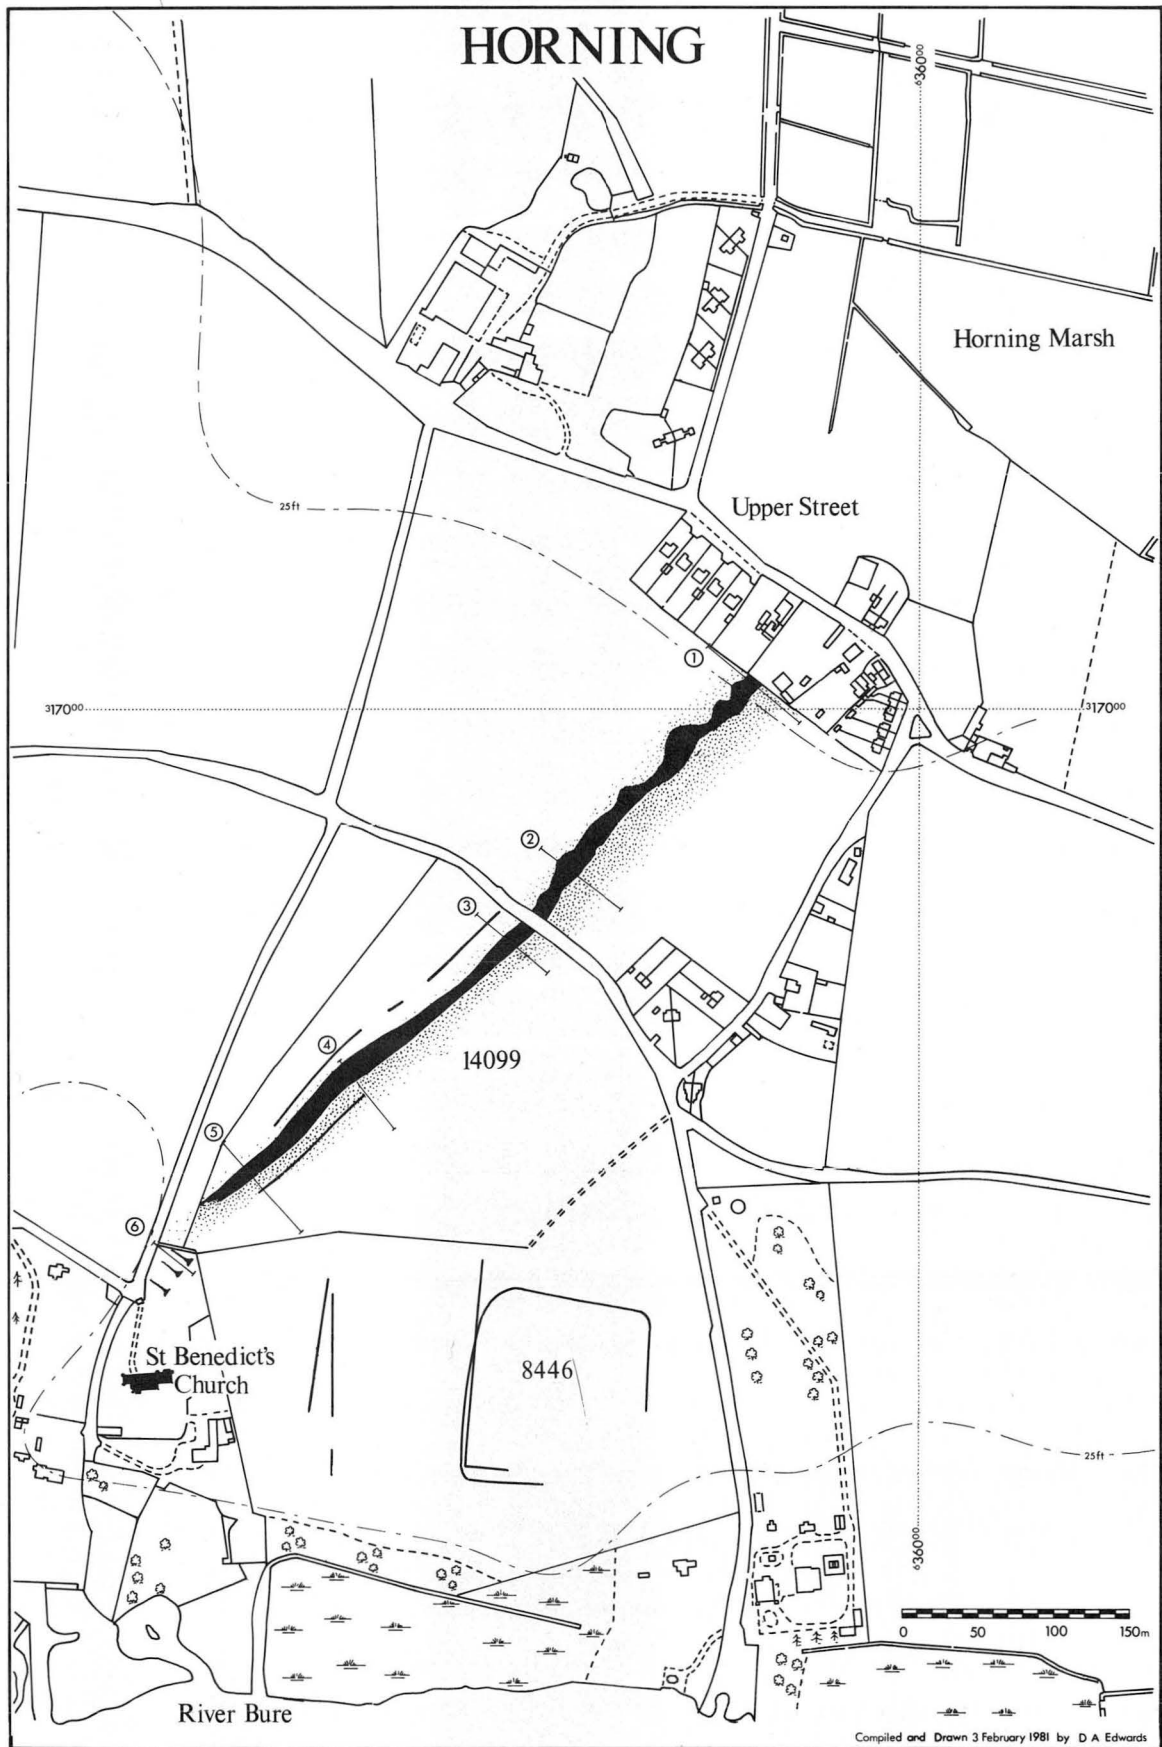 HORNING
636000
Horning Marsh
25ft
Upper Street
1
317000
317000
2
3
4
14099
5
6
St Benedict's
Church
8446
25ft
636000
0 50 100 150m
River Bure
Compiled and Drawn 3 February 1981 by D A Edwards